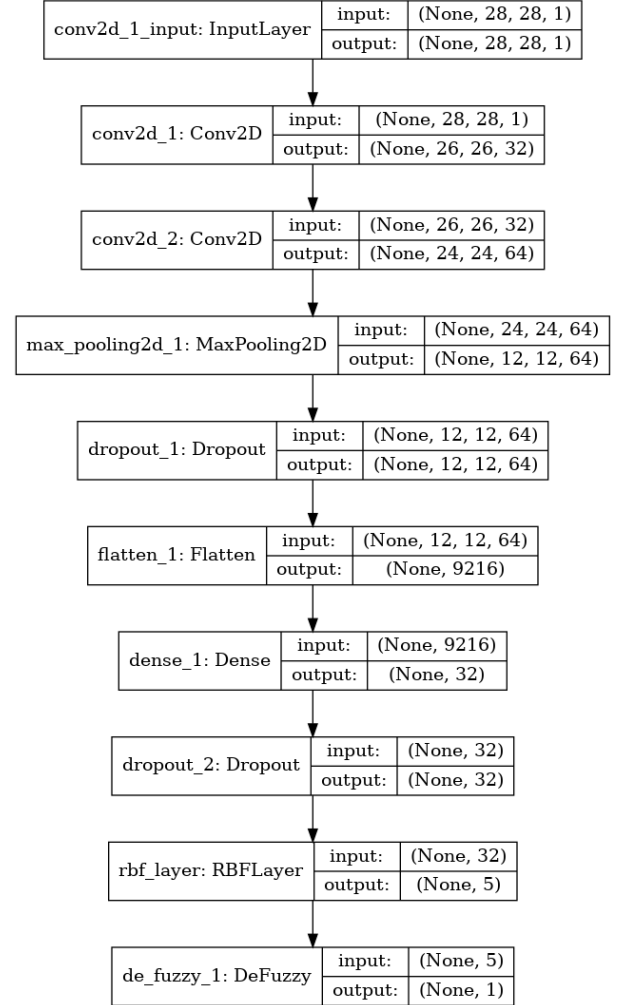 conv2d_1_input: InputLayer
input: (None, 28, 28, 1)
output: (None, 28, 28, 1)
conv2d_1: Conv2D
input: (None, 28, 28, 1)
output: (None, 26, 26, 32)
conv2d_2: Conv2D
input: (None, 26, 26, 32)
output: (None, 24, 24, 64)
max_pooling2d_1: MaxPooling2D
input: (None, 24, 24, 64)
output: (None, 12, 12, 64)
dropout_1: Dropout
input: (None, 12, 12, 64)
output: (None, 12, 12, 64)
flatten_1: Flatten
input: (None, 12, 12, 64)
output: (None, 9216)
dense_1: Dense
input: (None, 9216)
output: (None, 32)
dropout_2: Dropout
input: (None, 32)
output: (None, 32)
rbf_layer: RBFLayer
input: (None, 32)
output: (None, 5)
de_fuzzy_1: DeFuzzy
input: (None, 5)
output: (None, 1)